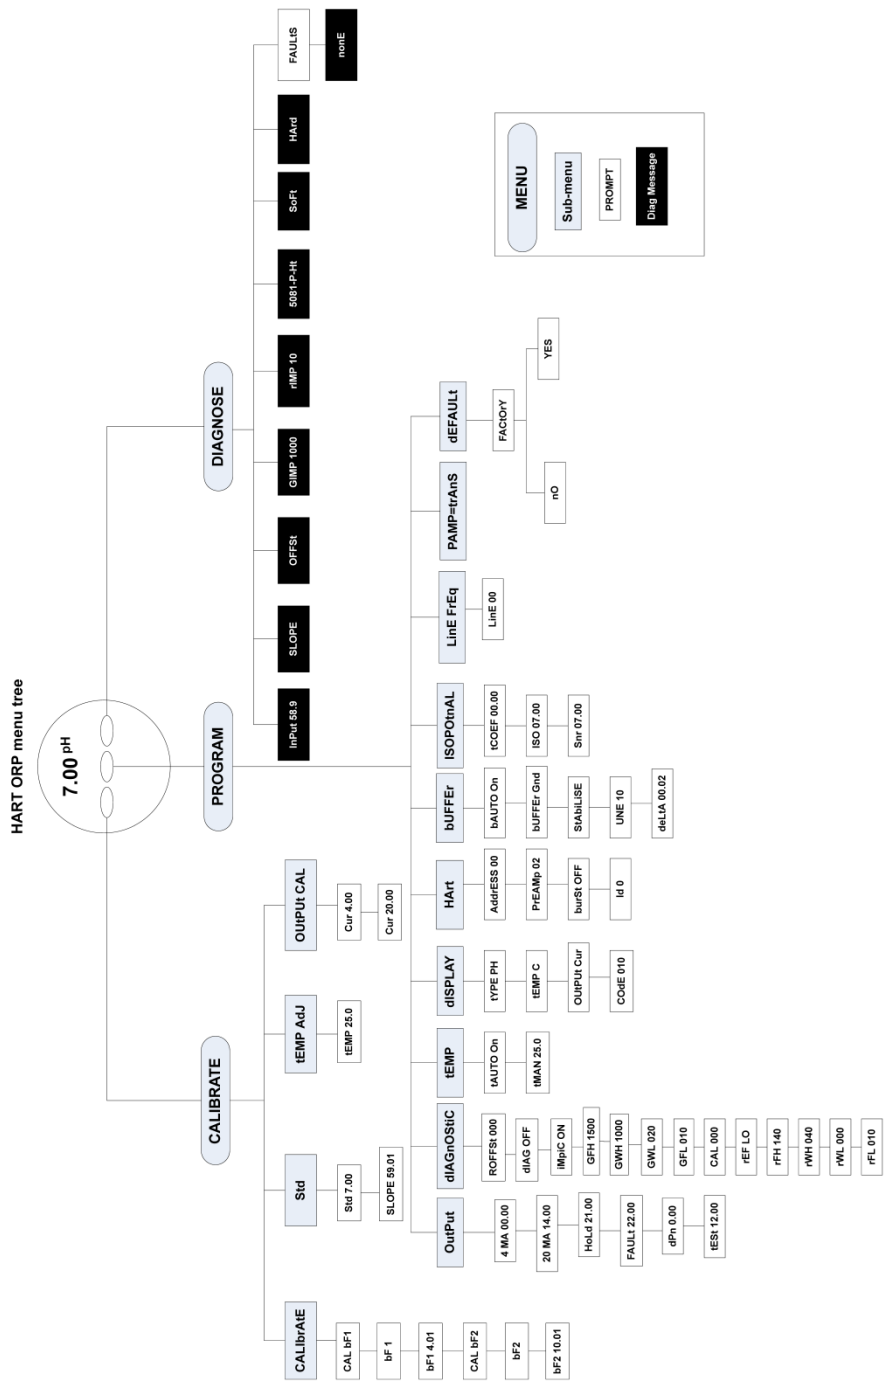 HART ORP menu tree
7.00 pH
CALIBRATE
PROGRAM
DIAGNOSE
CALIbrAtE
CAL bF1
bF 1
bF1 4.01
CAL bF2
bF2
bF2 10.01
Std
Std 7.00
SLOPE 59.01
tEMP AdJ
tEMP 25.0
OUtPUt CAL
Cur 4.00
Cur 20.00
OutPut
4 MA 00.00
20 MA 14.00
HoLd 21.00
FAULt 22.00
dPn 0.00
tESt 12.00
dIAGnOStiC
ROFFSt 000
dIAG OFF
IMpiC ON
GFH 1500
GWH 1000
GWL 020
GFL 010
CAL 000
rEF LO
rFH 140
rWH 040
rWL 000
rFL 010
tEMP
tAUTO On
tMAN 25.0
dISPLAY
tYPE PH
tEMP C
OUtPUt Cur
COdE 010
HArt
AddrESS 00
PrEAMp 02
burSt OFF
Id 0
bUFFEr
bAUTO On
bUFFEr Gnd
StAbiLiSE
UNE 10
deLtA 00.02
ISOPOtnAL
tCOEF 00.00
ISO 07.00
Snr 07.00
LinE FrEq
LinE 00
PAMP=trAnS
dEFAULt
FACtOrY
nO
YES
InPut 58.9
SLOPE
OFFSt
GIMP 1000
rIMP 10
5081-P-Ht
SoFt
HArd
FAULtS
nonE
MENU
Sub-menu
PROMPT
Diag Message